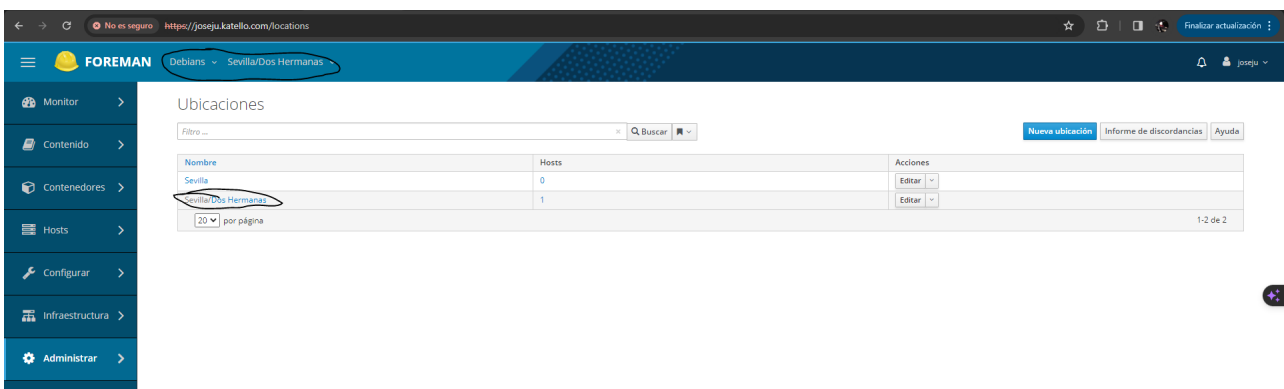 No es seguro https://joseju.katello.com/locations Finalizar actualización
FOREMAN Debians Sevilla/Dos Hermanas joseju
Monitor
Contenido
Contenedores
Hosts
Configurar
Infraestructura
Administrar
Ubicaciones
Filtro ... Buscar Nueva ubicación Informe de discordancias Ayuda
Nombre Hosts Acciones
Sevilla 0 Editar
Sevilla/Dos Hermanas 1 Editar
20 por página 1-2 de 2